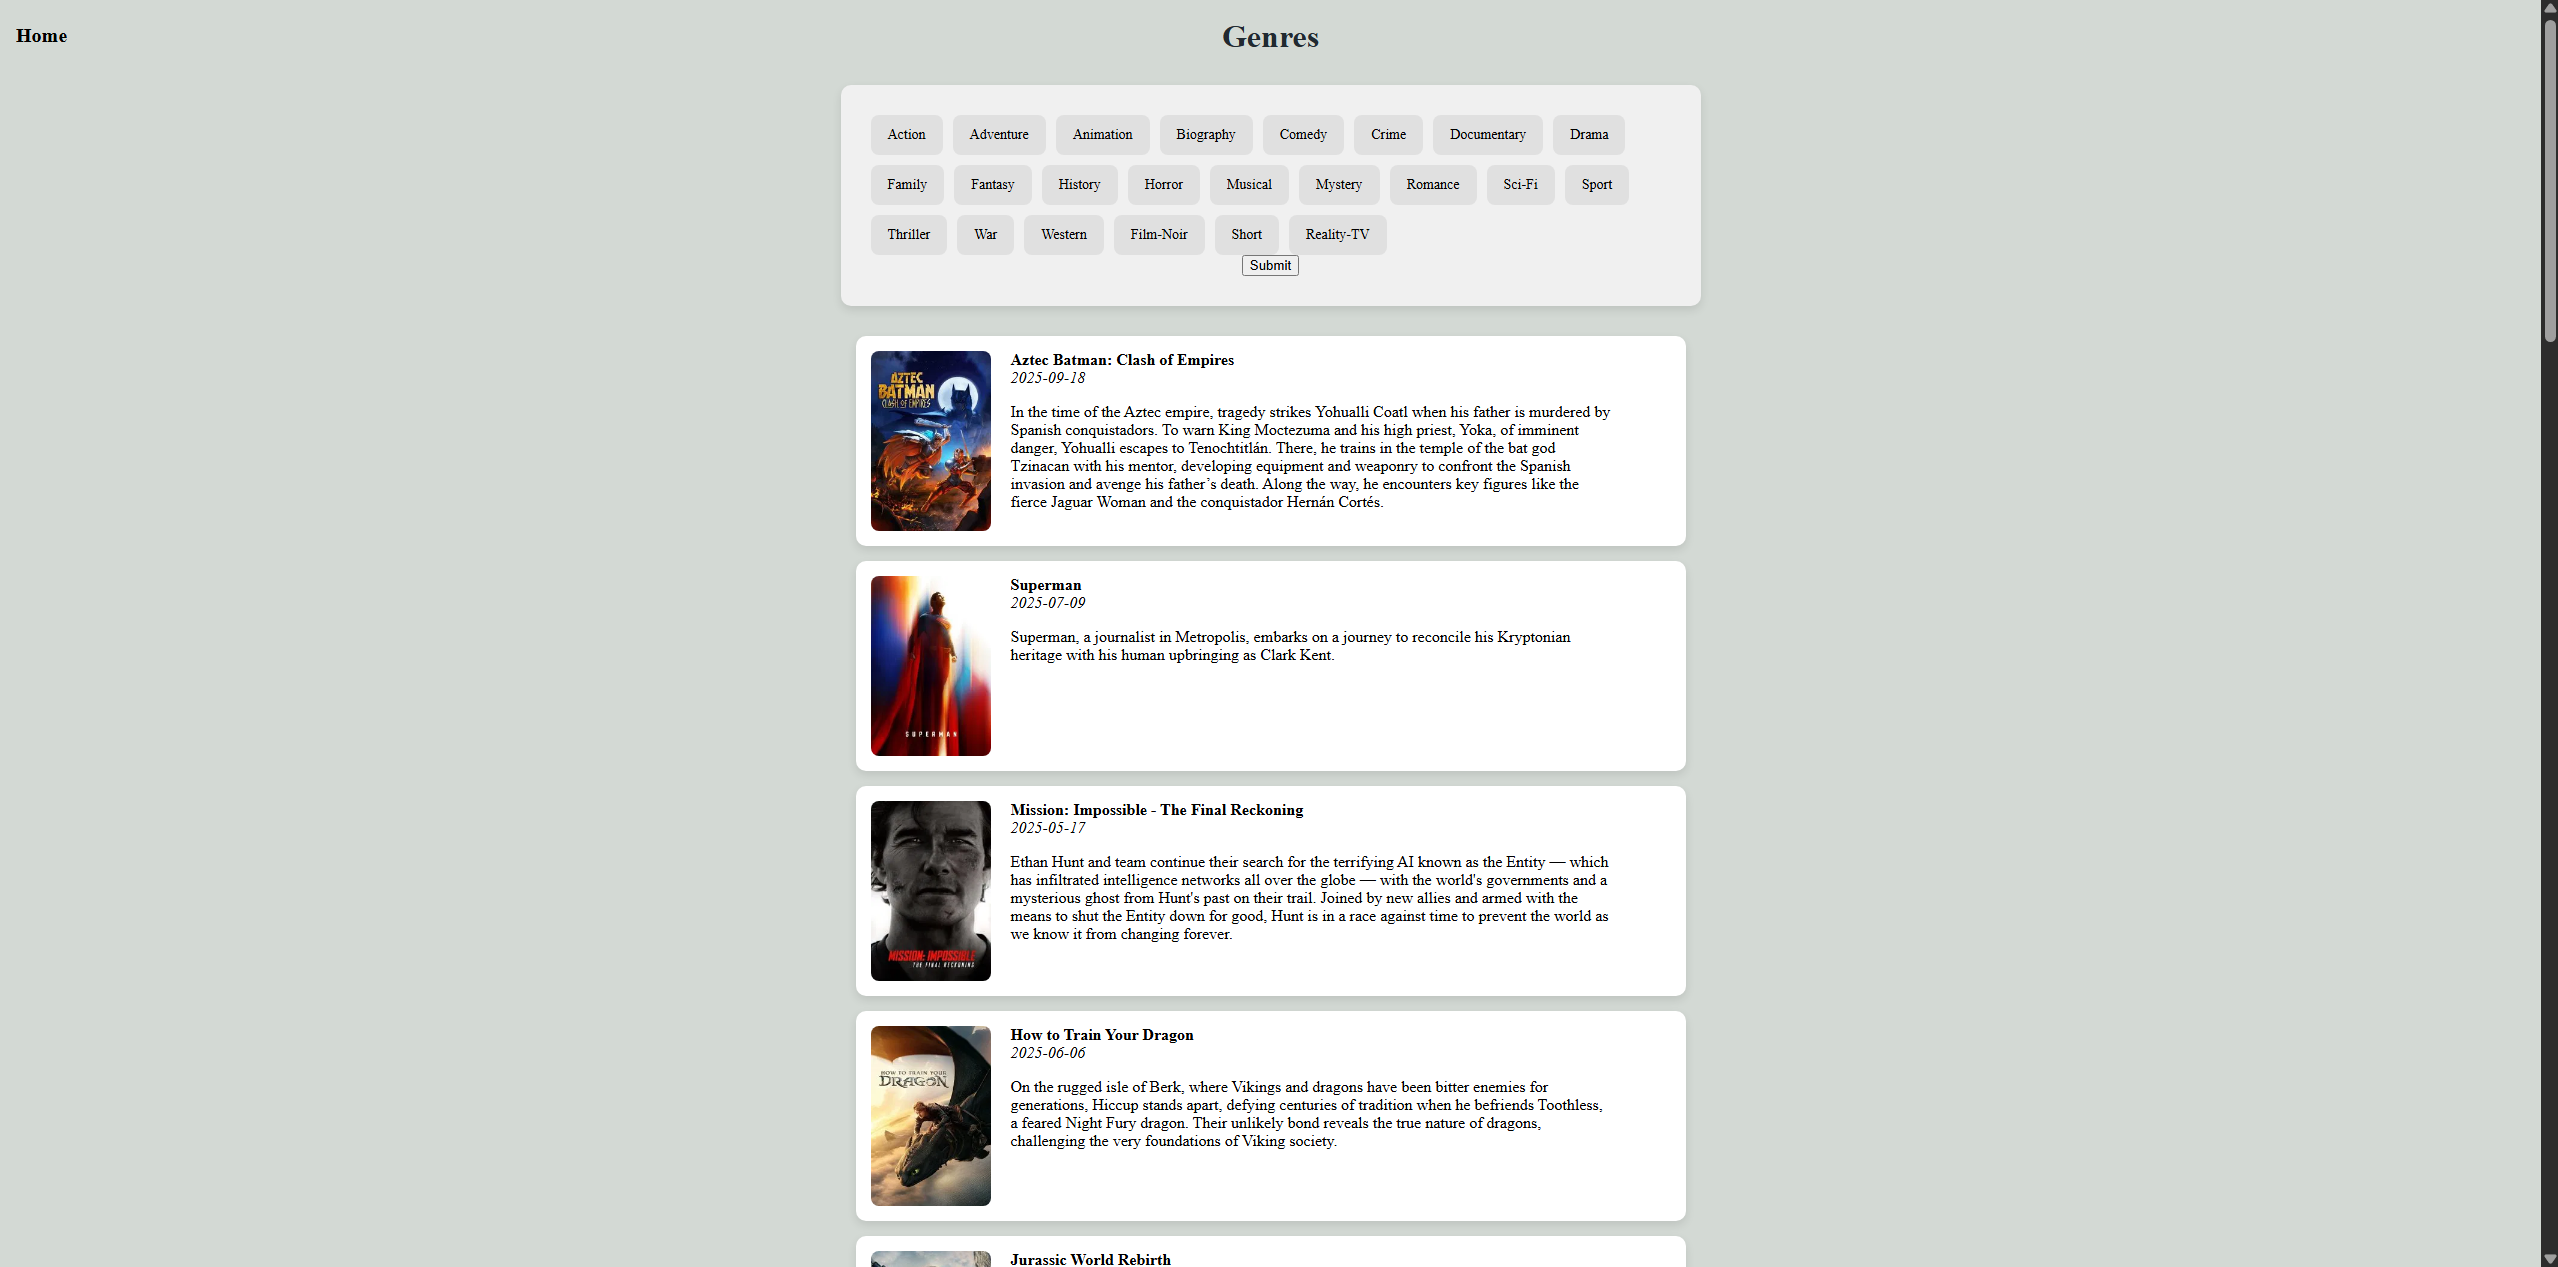 Home
Genres
Action Adventure Animation Biography Comedy Crime Documentary Drama
Family Fantasy History Horror Musical Mystery Romance Sci-Fi Sport
Thriller War Western Film-Noir Short Reality-TV
Submit
AZTEC
BATMAN
CLASH OF EMPIRES
Aztec Batman: Clash of Empires
2025-09-18
In the time of the Aztec empire, tragedy strikes Yohualli Coatl when his father is murdered by
Spanish conquistadors. To warn King Moctezuma and his high priest, Yoka, of imminent
danger, Yohualli escapes to Tenochtitlán. There, he trains in the temple of the bat god
Tzinacan with his mentor, developing equipment and weaponry to confront the Spanish
invasion and avenge his father’s death. Along the way, he encounters key figures like the
fierce Jaguar Woman and the conquistador Hernán Cortés.
SUPERMAN
Superman
2025-07-09
Superman, a journalist in Metropolis, embarks on a journey to reconcile his Kryptonian
heritage with his human upbringing as Clark Kent.
MISSION: IMPOSSIBLE
THE FINAL RECKONING
Mission: Impossible - The Final Reckoning
2025-05-17
Ethan Hunt and team continue their search for the terrifying AI known as the Entity — which
has infiltrated intelligence networks all over the globe — with the world's governments and a
mysterious ghost from Hunt's past on their trail. Joined by new allies and armed with the
means to shut the Entity down for good, Hunt is in a race against time to prevent the world as
we know it from changing forever.
HOW TO TRAIN YOUR
DRAGON
How to Train Your Dragon
2025-06-06
On the rugged isle of Berk, where Vikings and dragons have been bitter enemies for
generations, Hiccup stands apart, defying centuries of tradition when he befriends Toothless,
a feared Night Fury dragon. Their unlikely bond reveals the true nature of dragons,
challenging the very foundations of Viking society.
Jurassic World Rebirth